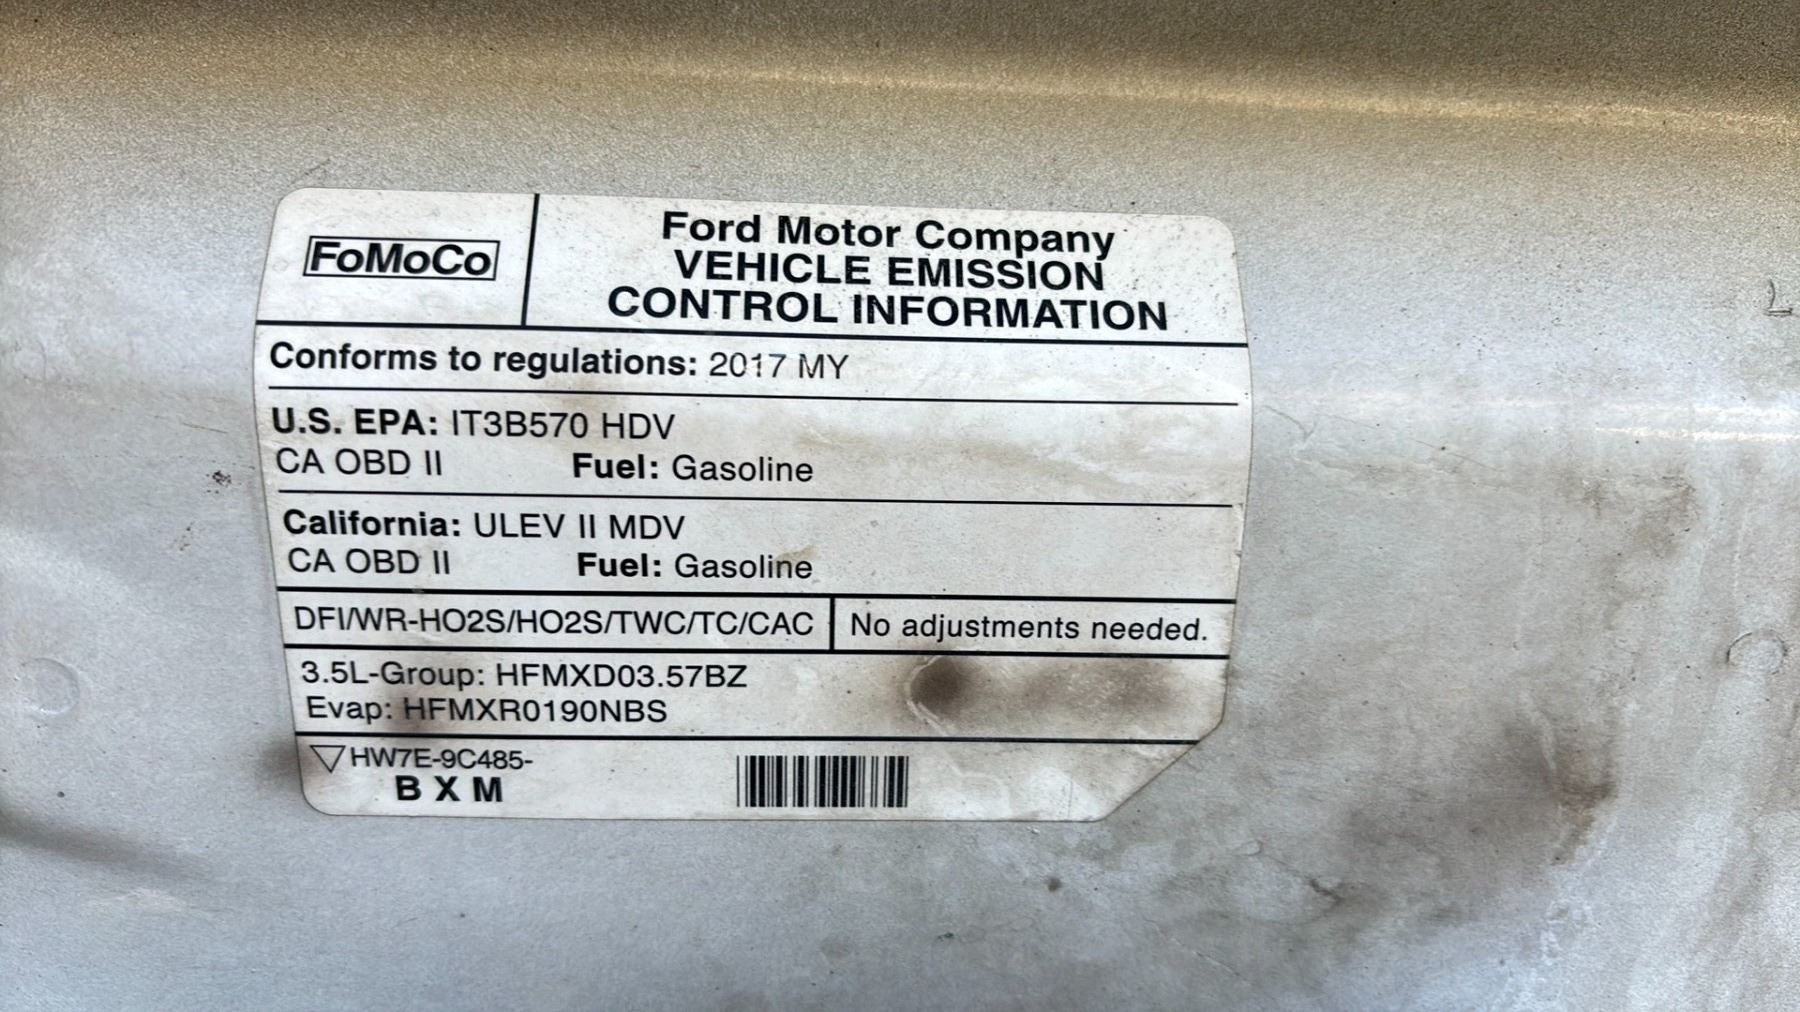 FoMoCo
Ford Motor Company
VEHICLE EMISSION
CONTROL INFORMATION
Conforms to regulations: 2017 MY
U.S. EPA: IT3B570 HDV
CA OBD II Fuel: Gasoline
California: ULEV II MDV
CA OBD II Fuel: Gasoline
DFI/WR-HO2S/HO2S/TWC/TC/CAC No adjustments needed.
3.5L-Group: HFMXD03.57BZ
Evap: HFMXR0190NBS
HW7E-9C485-
B X M